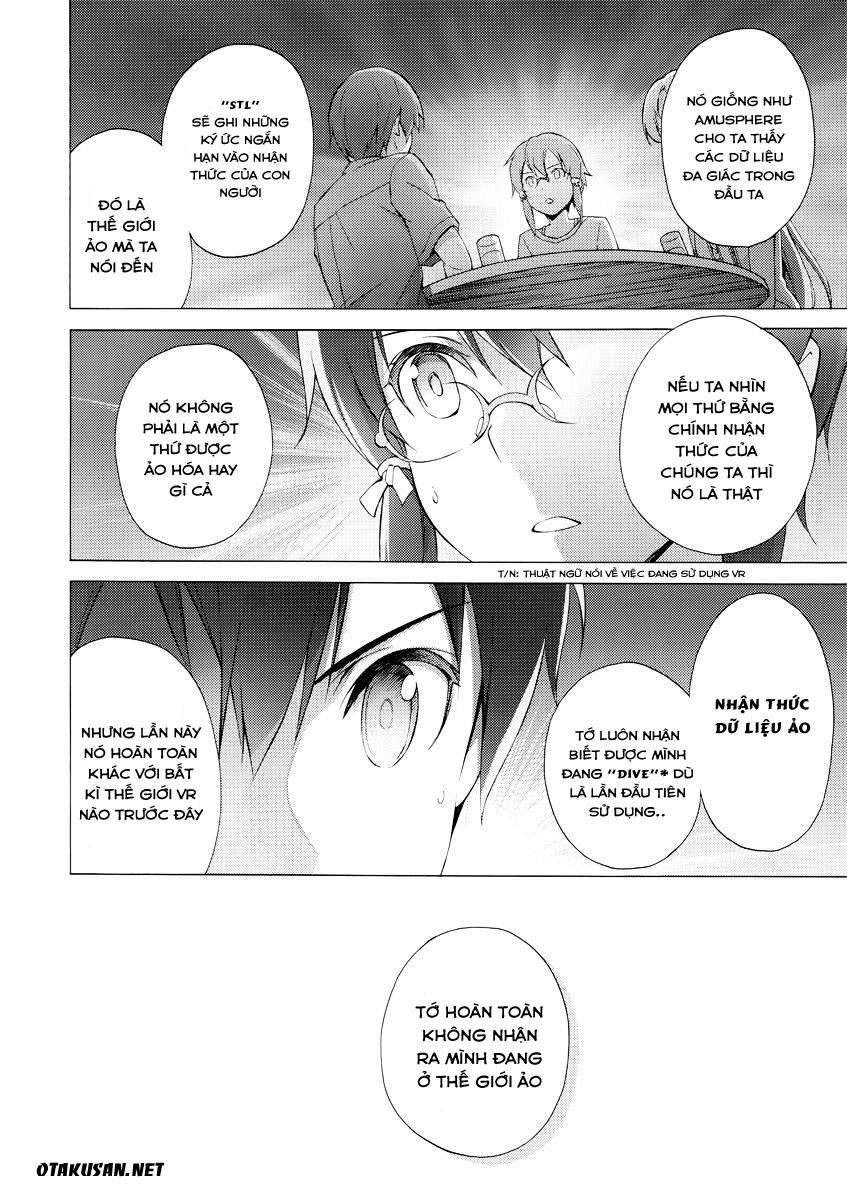 NÓ GIỐNG NHƯ
AMUSPHERE
CHO TA THẤY
CÁC DỮ LIỆU
ĐA GIÁC TRONG
ĐẦU TA
"STL"
SẼ GHI NHỮNG
KÝ ỨC NGẮN
HẠN VÀO NHẬN
THỨC CỦA CON
NGƯỜI
ĐÓ LÀ
THẾ GIỚI
ẢO MÀ TA
NÓI ĐẾN
NẾU TA NHÌN
MỌI THỨ BẰNG
CHÍNH NHẬN
THỨC CỦA
CHÚNG TA THÌ
NÓ LÀ THẬT
NÓ KHÔNG
PHẢI LÀ MỘT
THỨ ĐƯỢC
ẢO HÓA HAY
GÌ CẢ
T/N: THUẬT NGỮ NÓI VỀ VIỆC ĐANG SỬ DỤNG VR
NHẬN THỨC
DỮ LIỆU ẢO
TỚ LUÔN NHẬN
BIẾT ĐƯỢC MÌNH
ĐANG "DIVE"* DÙ
LÀ LẦN ĐẦU TIÊN
SỬ DỤNG..
NHƯNG LẦN NÀY
NÓ HOÀN TOÀN
KHÁC VỚI BẤT
KÌ THẾ GIỚI VR
NÀO TRƯỚC ĐÂY
TỚ HOÀN TOÀN
KHÔNG NHẬN
RA MÌNH ĐANG
Ở THẾ GIỚI ẢO
OTAKUSAN.NET